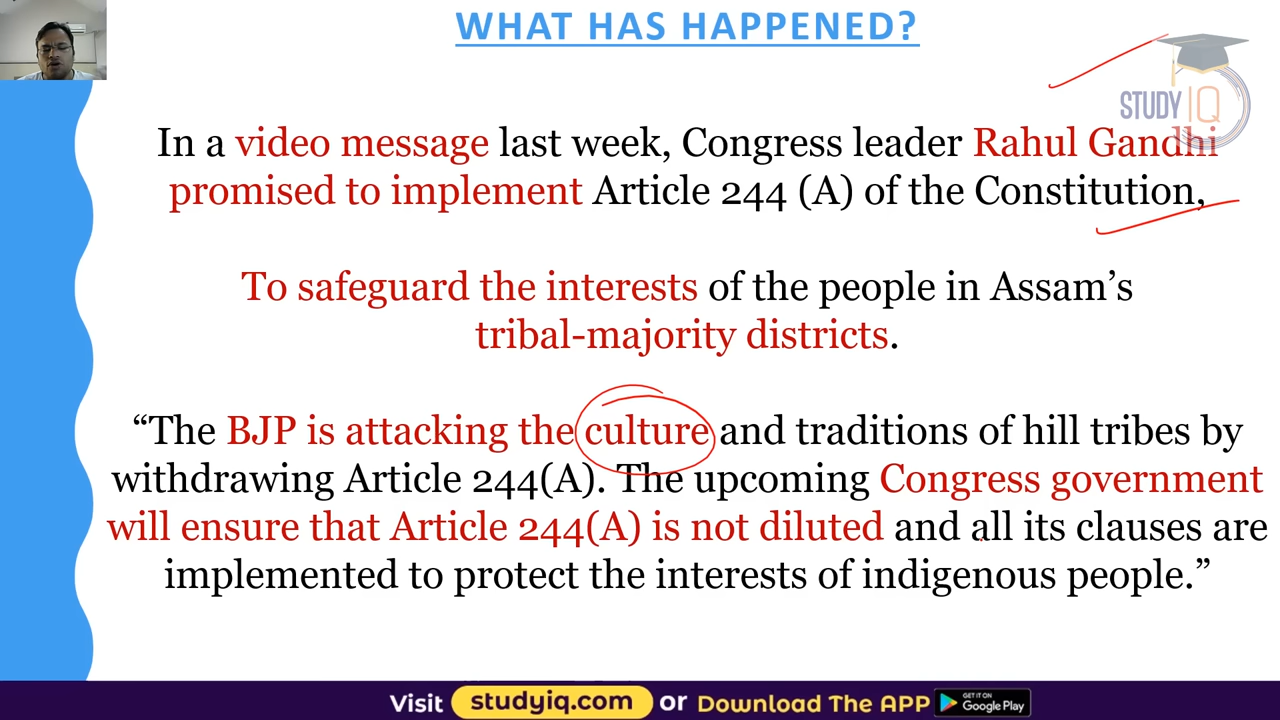 WHAT HAS HAPPENED?
STUDY IQ
In a video message last week, Congress leader Rahul Gandhi
promised to implement Article 244 (A) of the Constitution,
To safeguard the interests of the people in Assam’s
tribal-majority districts.
“The BJP is attacking the culture and traditions of hill tribes by
withdrawing Article 244(A). The upcoming Congress government
will ensure that Article 244(A) is not diluted and all its clauses are
implemented to protect the interests of indigenous people.”
Visit studyiq.com or Download The APP GET IT ON Google Play